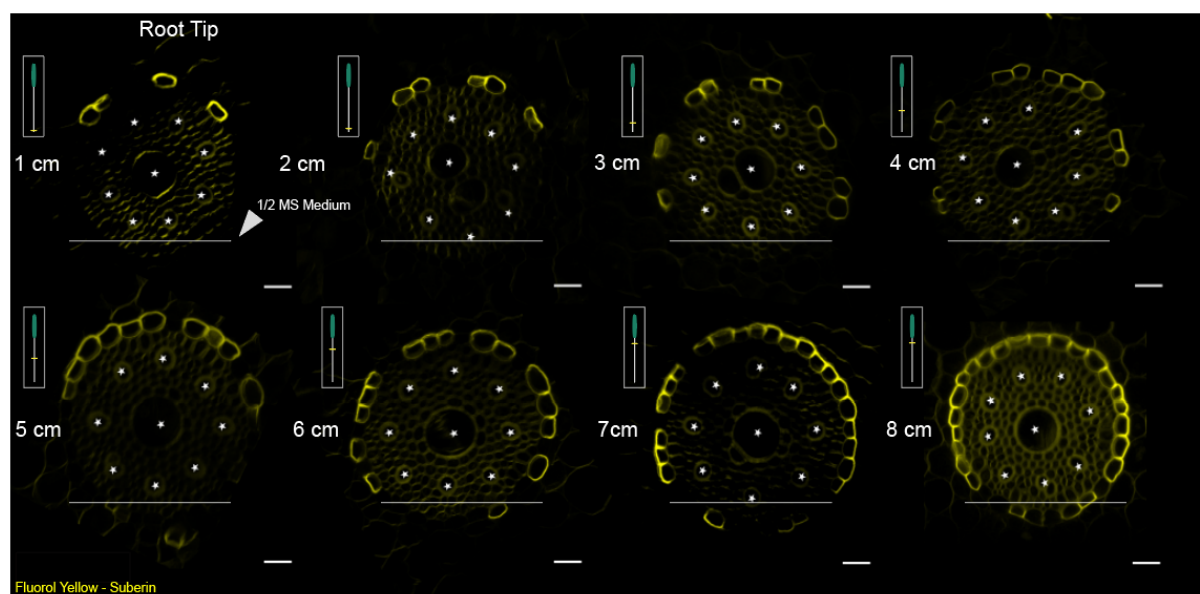 Root Tip
1 cm
2 cm
3 cm
4 cm
1/2 MS Medium
5 cm
6 cm
7cm
8 cm
Fluorol Yellow - Suberin